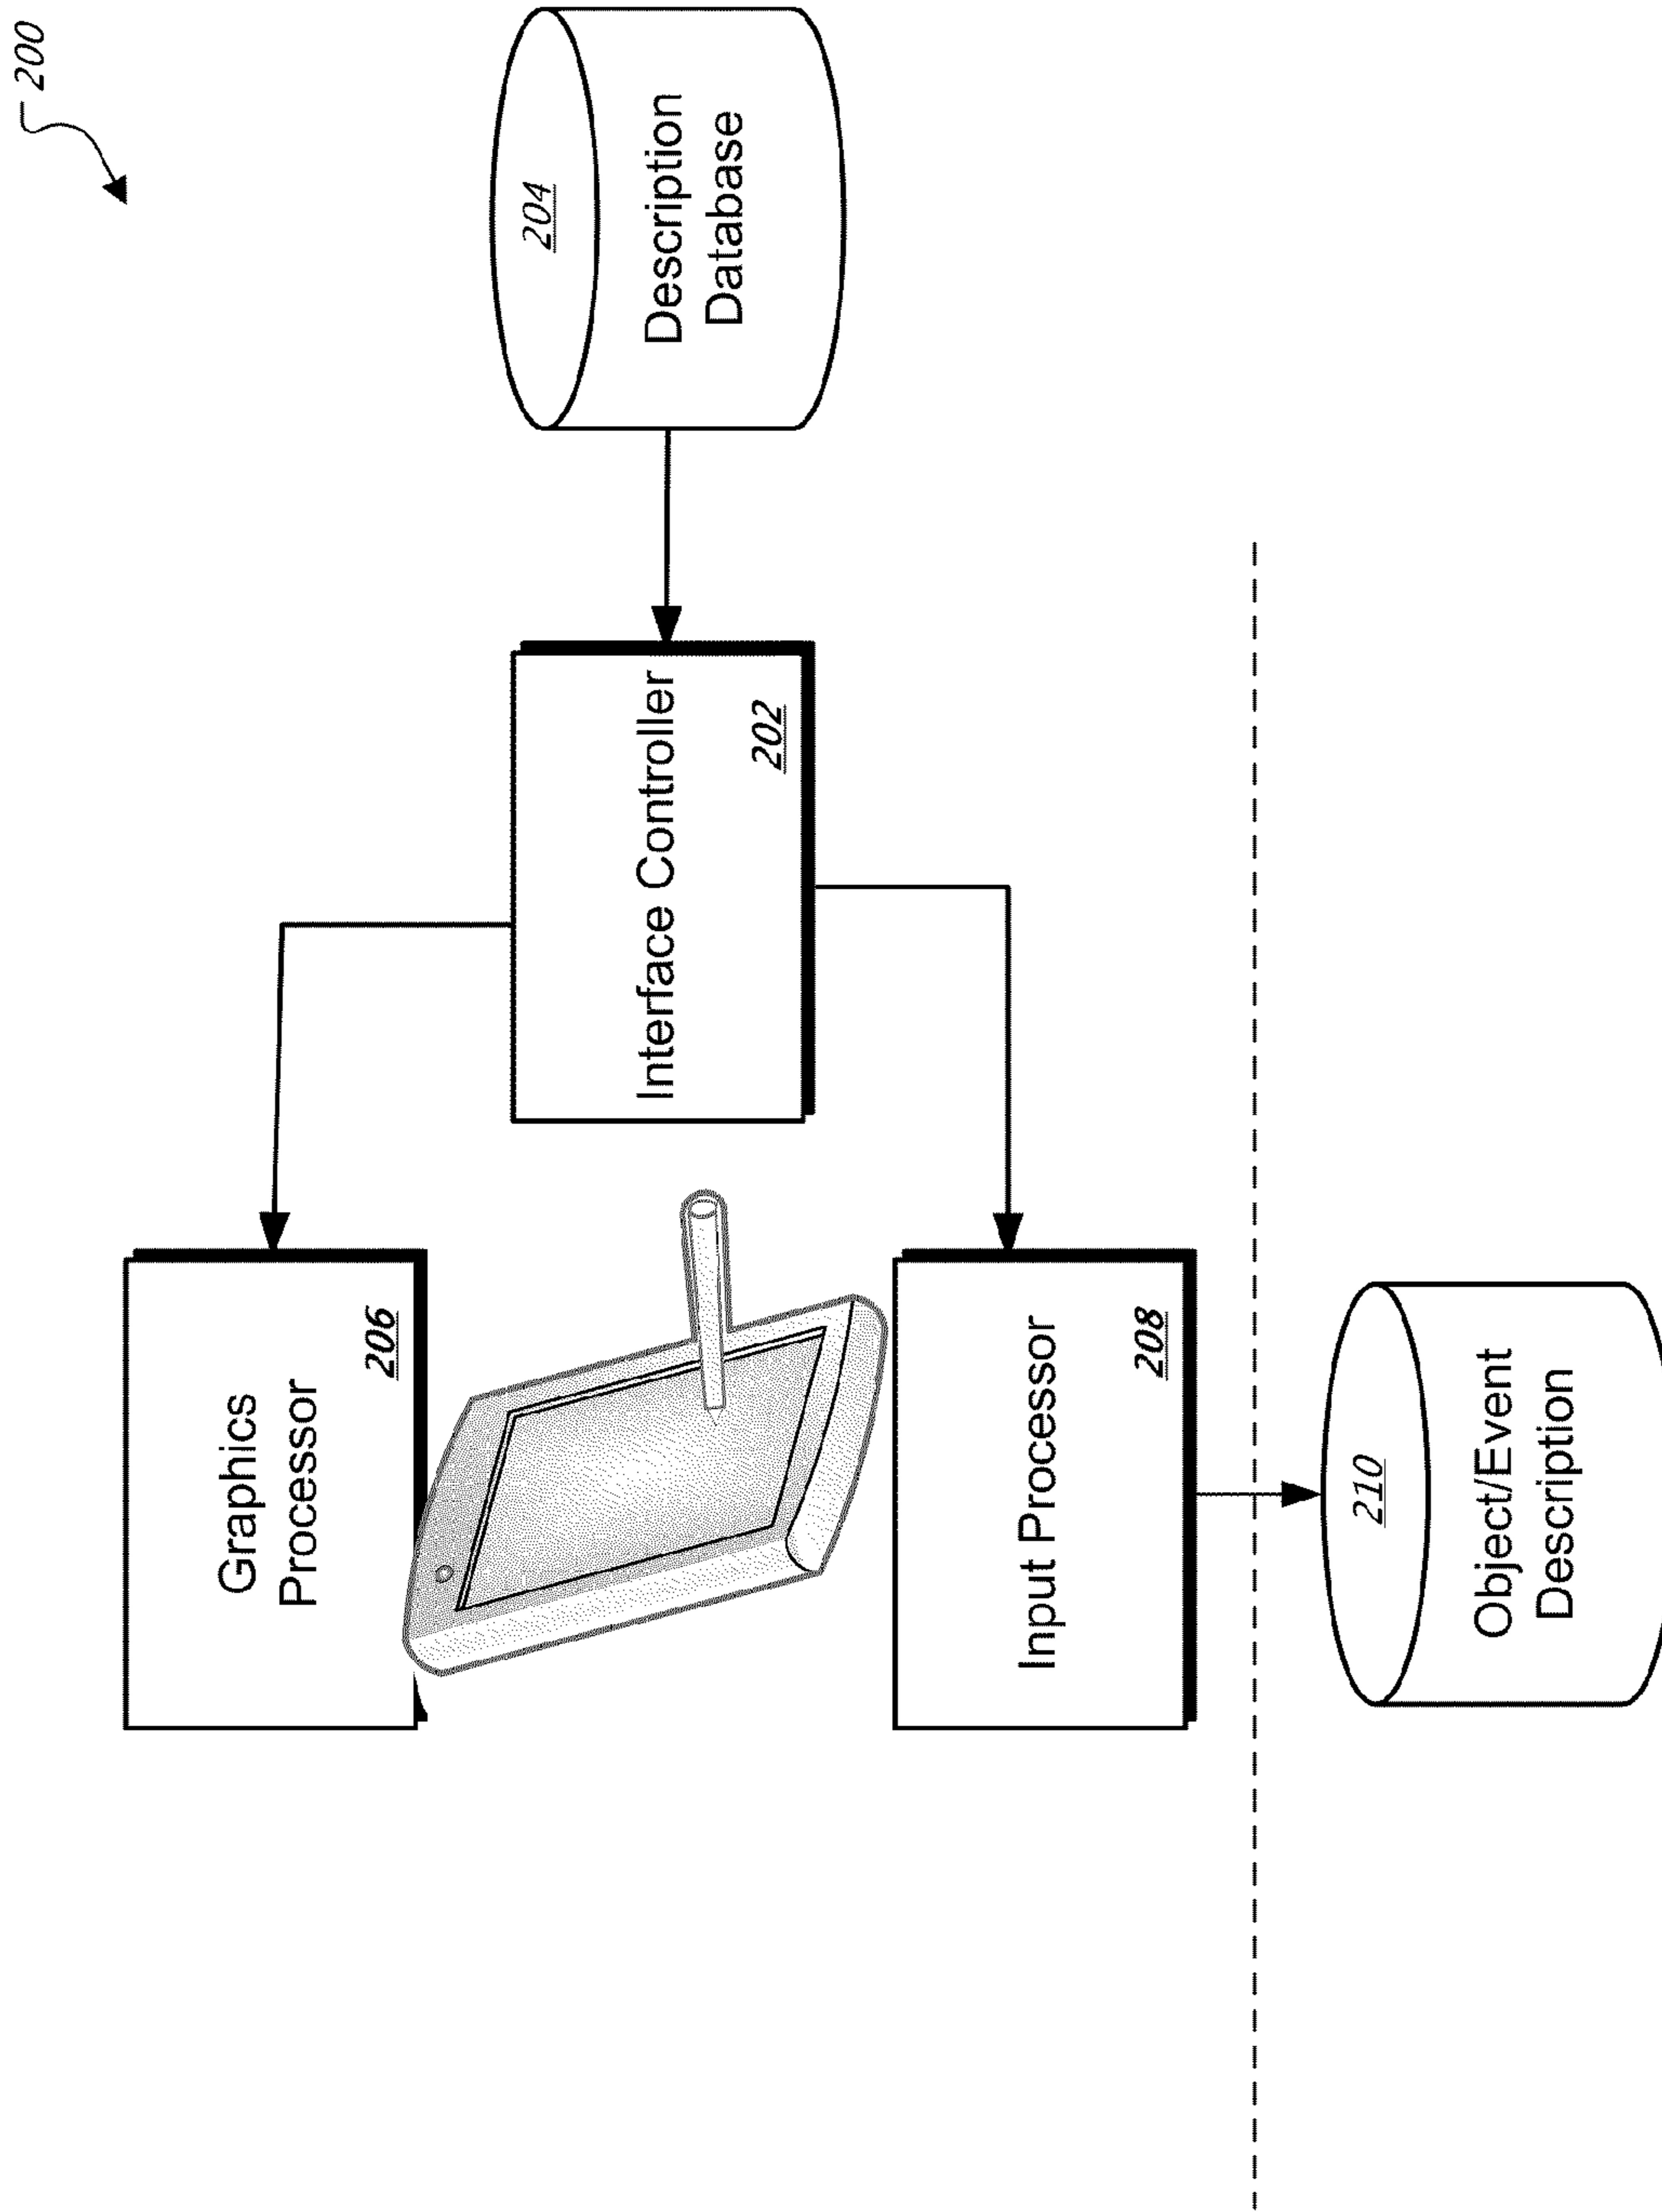 200
204
Description
Database
Interface Controller
202
Graphics
Processor
206
Input Processor
208
210
Object/Event
Description